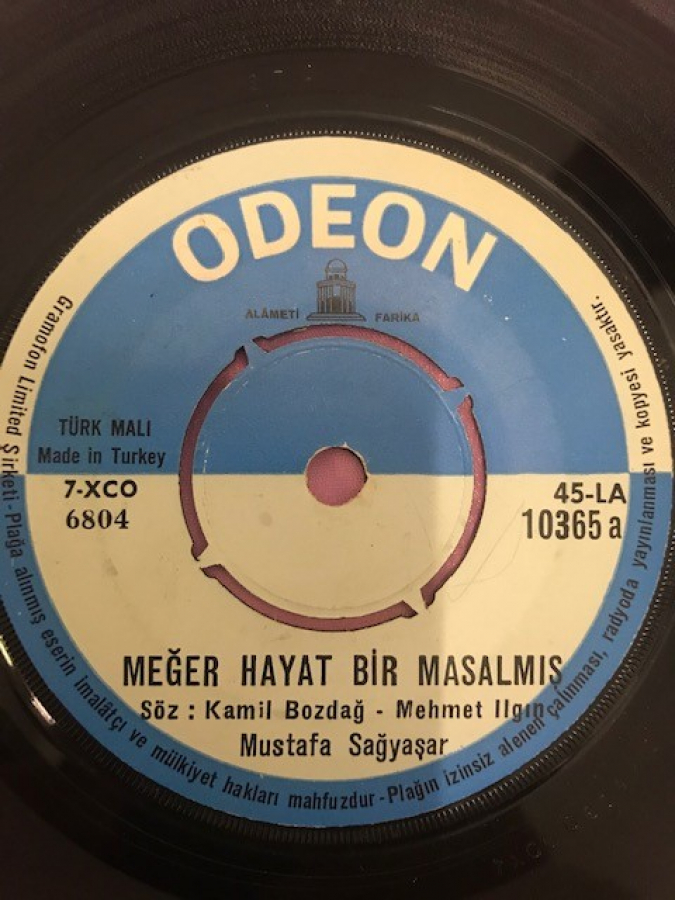 ODEON
ALÂMETİ FARİKA
TÜRK MALI
Made in Turkey
7-XCO
6804
45-LA
10365 a
MEĞER HAYAT BİR MASALMIŞ
Söz : Kamil Bozdağ - Mehmet Ilgın
Mustafa Sağyaşar
Gramofon Limited Şirketi - Plağa alınmış eserin imalâtçı ve mülkiyet hakları mahfuzdur - Plağın izinsiz alenen çalınması, radyoda yayınlanması ve kopyesi yasaktır.